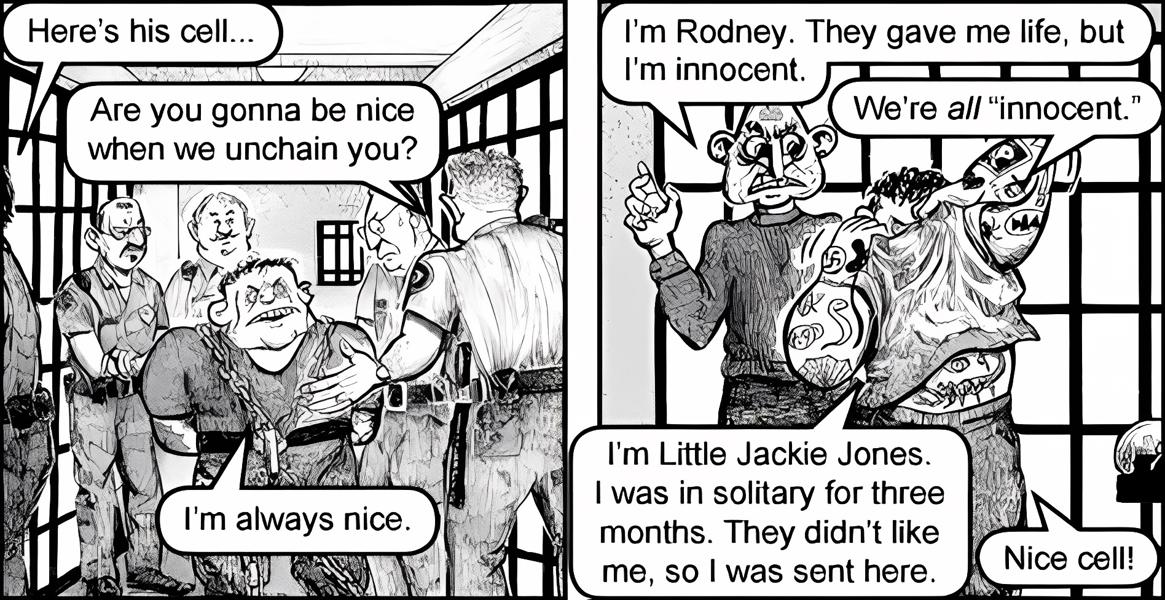 Here's his cell...
Are you gonna be nice
when we unchain you?
I'm always nice.
I'm Rodney. They gave me life, but
I'm innocent.
We're all “innocent.”
I'm Little Jackie Jones.
I was in solitary for three
months. They didn't like
me, so I was sent here.
Nice cell!